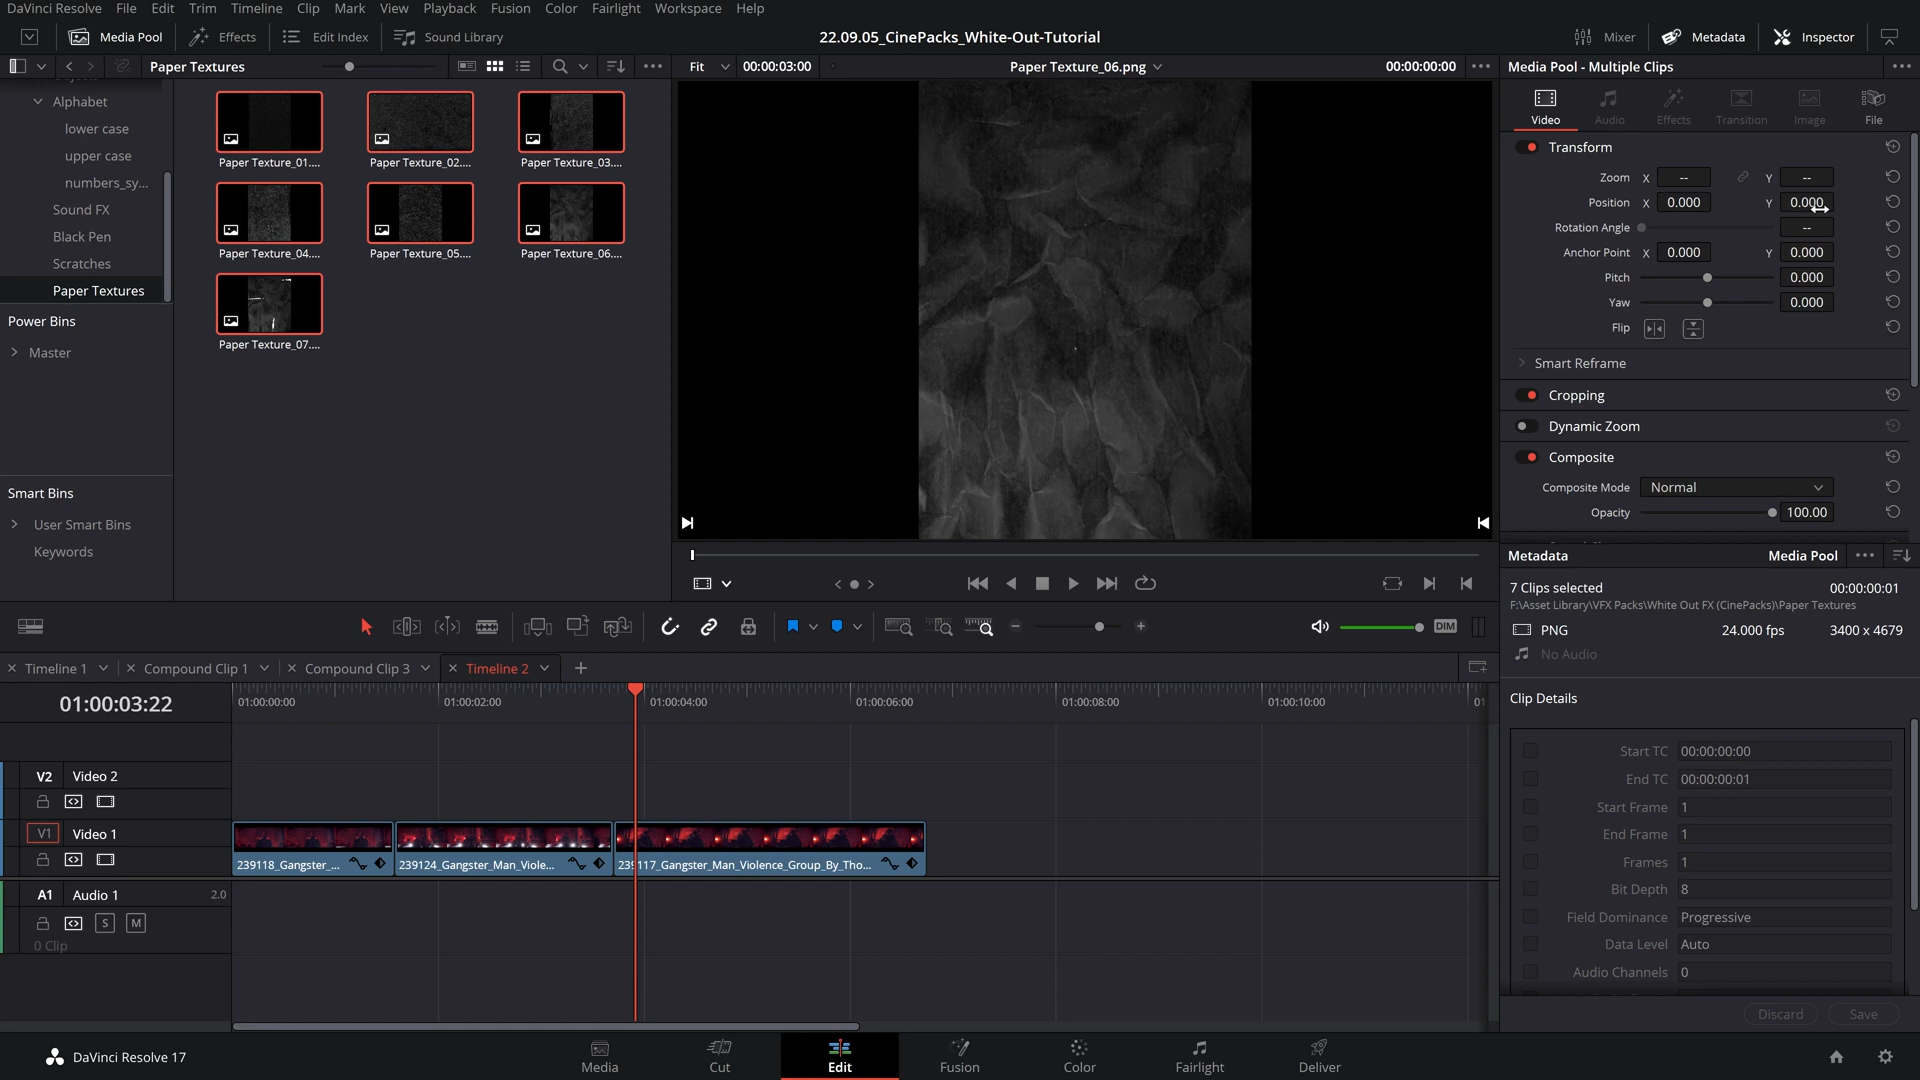 DaVinci Resolve File Edit Trim Timeline Clip Mark View Playback Fusion Color Fairlight Workspace Help
Media Pool Effects Edit Index Sound Library 22.09.05_CinePacks_White-Out-Tutorial Mixer Metadata Inspector
Paper Textures Fit 00:00:03:00 Paper Texture_06.png 00:00:00:00 Media Pool - Multiple Clips
Alphabet
lower case
upper case
numbers_sy...
Sound FX
Black Pen
Scratches
Paper Textures
Power Bins
Master
Smart Bins
User Smart Bins
Keywords
Paper Texture_01.... Paper Texture_02.... Paper Texture_03....
Paper Texture_04.... Paper Texture_05.... Paper Texture_06....
Paper Texture_07....
Video Audio Effects Transition Image File
Transform
Zoom X -- Y --
Position X 0.000 Y 0.000
Rotation Angle --
Anchor Point X 0.000 Y 0.000
Pitch 0.000
Yaw 0.000
Flip
Smart Reframe
Cropping
Dynamic Zoom
Composite
Composite Mode Normal
Opacity 100.00
Metadata Media Pool
7 Clips selected 00:00:00:01
F:\Asset Library\VFX Packs\White Out FX (CinePacks)\Paper Textures
PNG 24.000 fps 3400 x 4679
No Audio
Clip Details
Start TC 00:00:00:00
End TC 00:00:00:01
Start Frame 1
End Frame 1
Frames 1
Bit Depth 8
Field Dominance Progressive
Data Level Auto
Audio Channels 0
Discard Save
DIM
Timeline 1 Compound Clip 1 Compound Clip 3 Timeline 2
01:00:03:22 01:00:00:00 01:00:02:00 01:00:04:00 01:00:06:00 01:00:08:00 01:00:10:00 01
V2 Video 2
V1 Video 1
239118_Gangster_... 239124_Gangster_Man_Viole... 239117_Gangster_Man_Violence_Group_By_Tho...
A1 Audio 1 2.0
S M
0 Clip
DaVinci Resolve 17 Media Cut Edit Fusion Color Fairlight Deliver